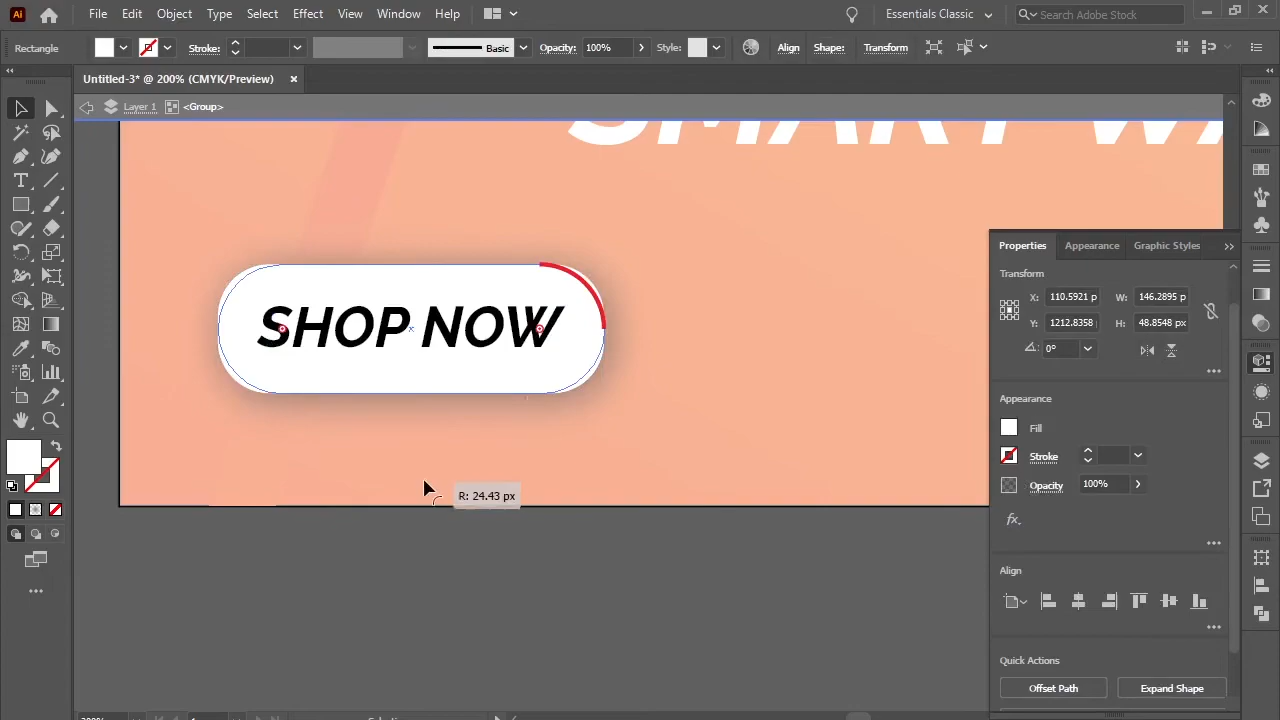 Ai File Edit Object Type Select Effect View Window Help Essentials Classic Search Adobe Stock
Rectangle Stroke: Basic Opacity: 100% Style: Align Shape: Transform
Untitled-3* @ 200% (CMYK/Preview)
Layer 1 <Group>
SMART WA
Properties Appearance Graphic Styles
Transform
X: 110.5921 p W: 146.2895 p
Y: 1212.8358 H: 48.8548 px
0°
SHOP NOW
Appearance
Fill
Stroke
Opacity 100%
fx.
R: 24.43 px
Align
Quick Actions
Offset Path Expand Shape